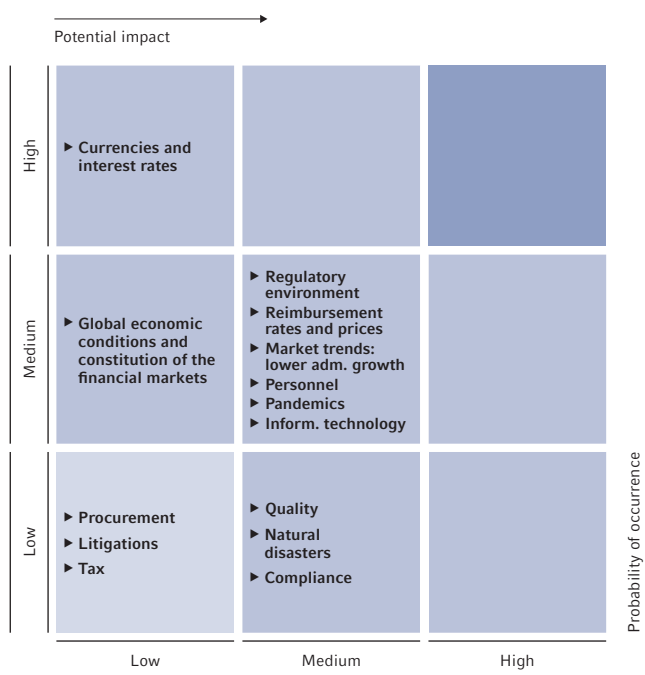 Potential impact
High
► Currencies and
interest rates
Medium
► Global economic
conditions and
constitution of the
financial markets
► Regulatory
environment
► Reimbursement
rates and prices
► Market trends:
lower adm. growth
► Personnel
► Pandemics
► Inform. technology
Low
► Procurement
► Litigations
► Tax
► Quality
► Natural
disasters
► Compliance
Probability of occurrence
Low
Medium
High